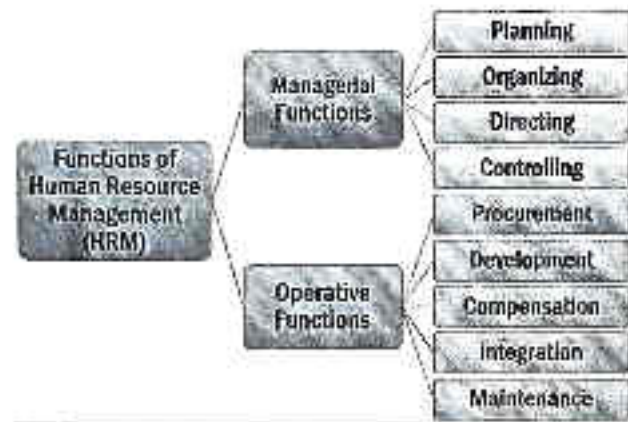 Functions of
Human Resource
Management
(HRM)
Managerial
Functions
Planning
Organizing
Directing
Controlling
Operative
Functions
Procurement
Development
Compensation
Integration
Maintenance